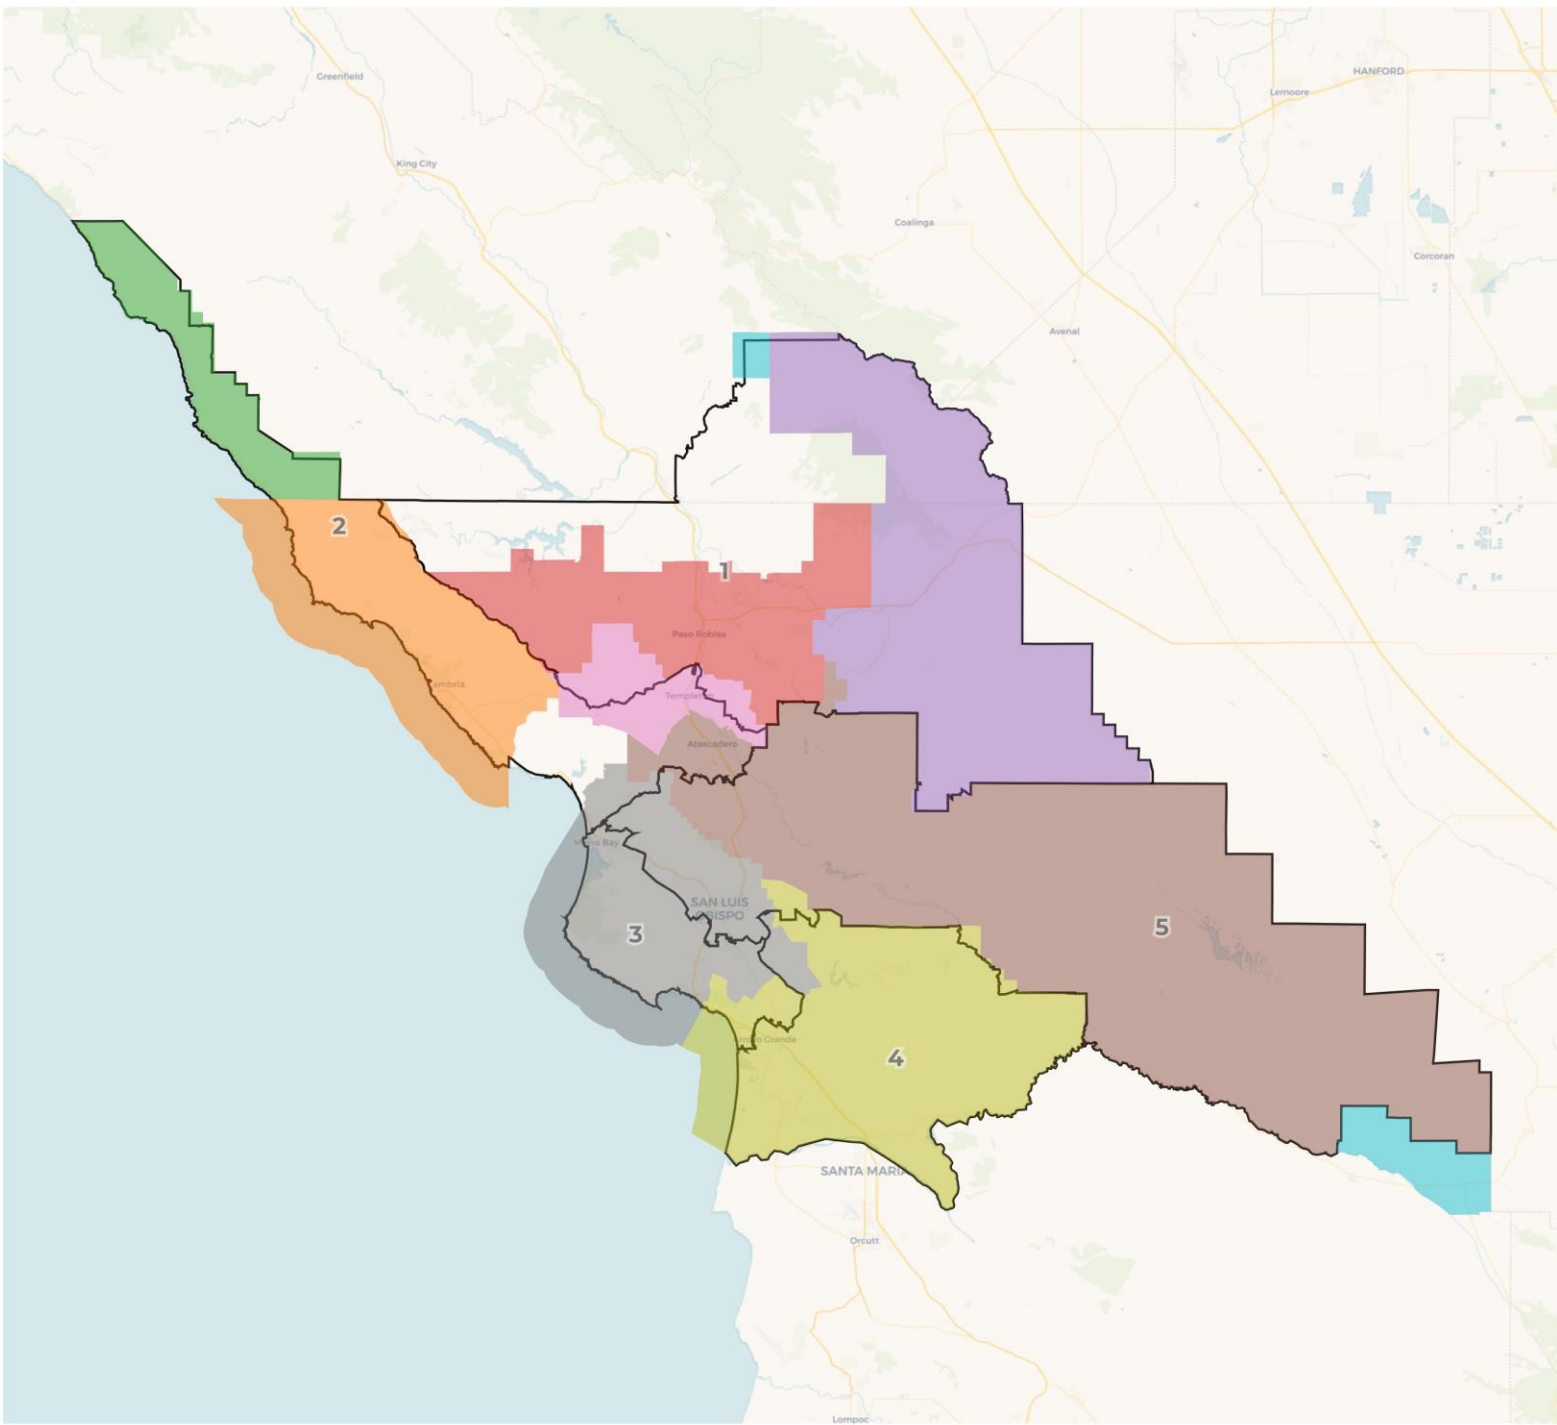 HANFORD
Greenfield
Lemoore
King City
Coalinga
Corcoran
Avenal
2
1
Paso Robles
ambria
Templeton
Atascadero
Morro Bay
SAN LUIS
OBISPO
5
3
Arroyo Grande
4
SANTA MARIA
Orcutt
Lompoc